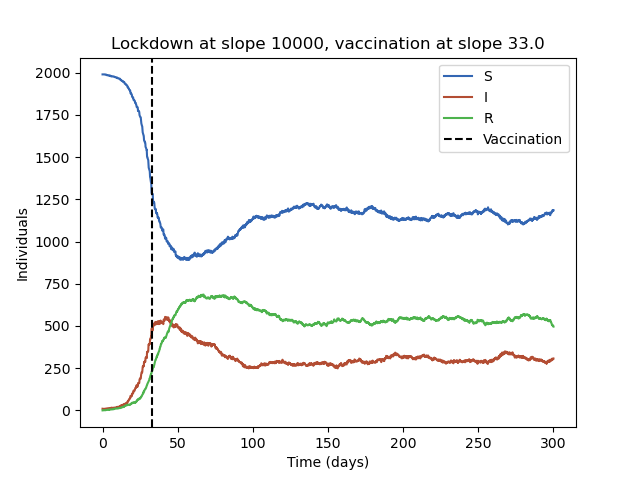 Lockdown at slope 10000, vaccination at slope 33.0
2000
1750
1500
1250
1000
750
500
250
0
Individuals
S
I
R
Vaccination
0 50 100 150 200 250 300
Time (days)